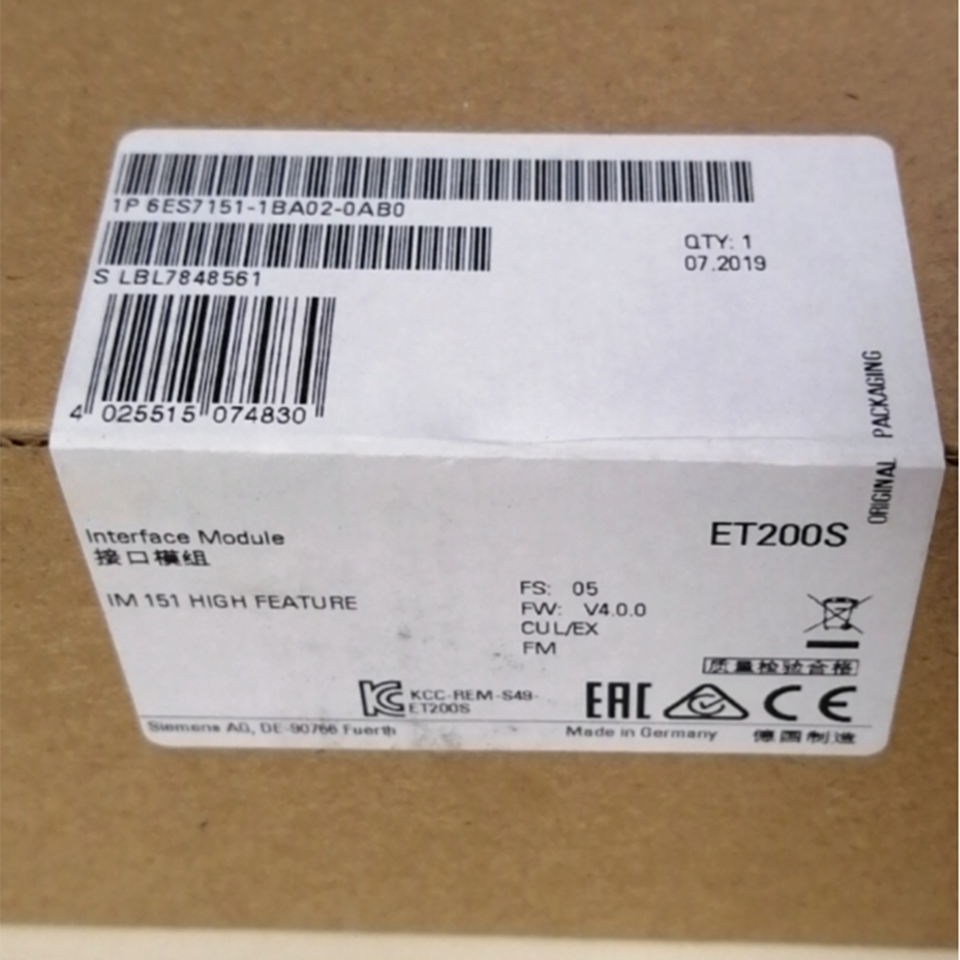 1P 6ES7151-1BA02-0AB0
QTY: 1
07.2019
S LBL7848561
4 025515 074830
ORIGINAL PACKAGING
Interface Module
接口模组
ET200S
IM 151 HIGH FEATURE
FS: 05
FW: V4.0.0
CUL/EX
FM
质量检验合格
KCC-REM-S49-
ET200S
EAC
CE
Siemens AG, DE-90766 Fuerth
Made in Germany
德国制造